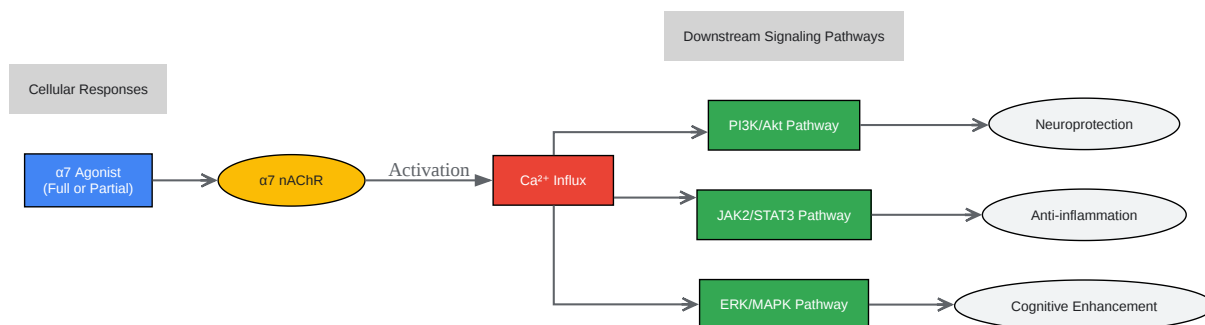 Downstream Signaling Pathways
Cellular Responses
PI3K/Akt Pathway
Neuroprotection
α7 Agonist
(Full or Partial)
α7 nAChR
Activation
Ca²⁺ Influx
JAK2/STAT3 Pathway
Anti-inflammation
ERK/MAPK Pathway
Cognitive Enhancement